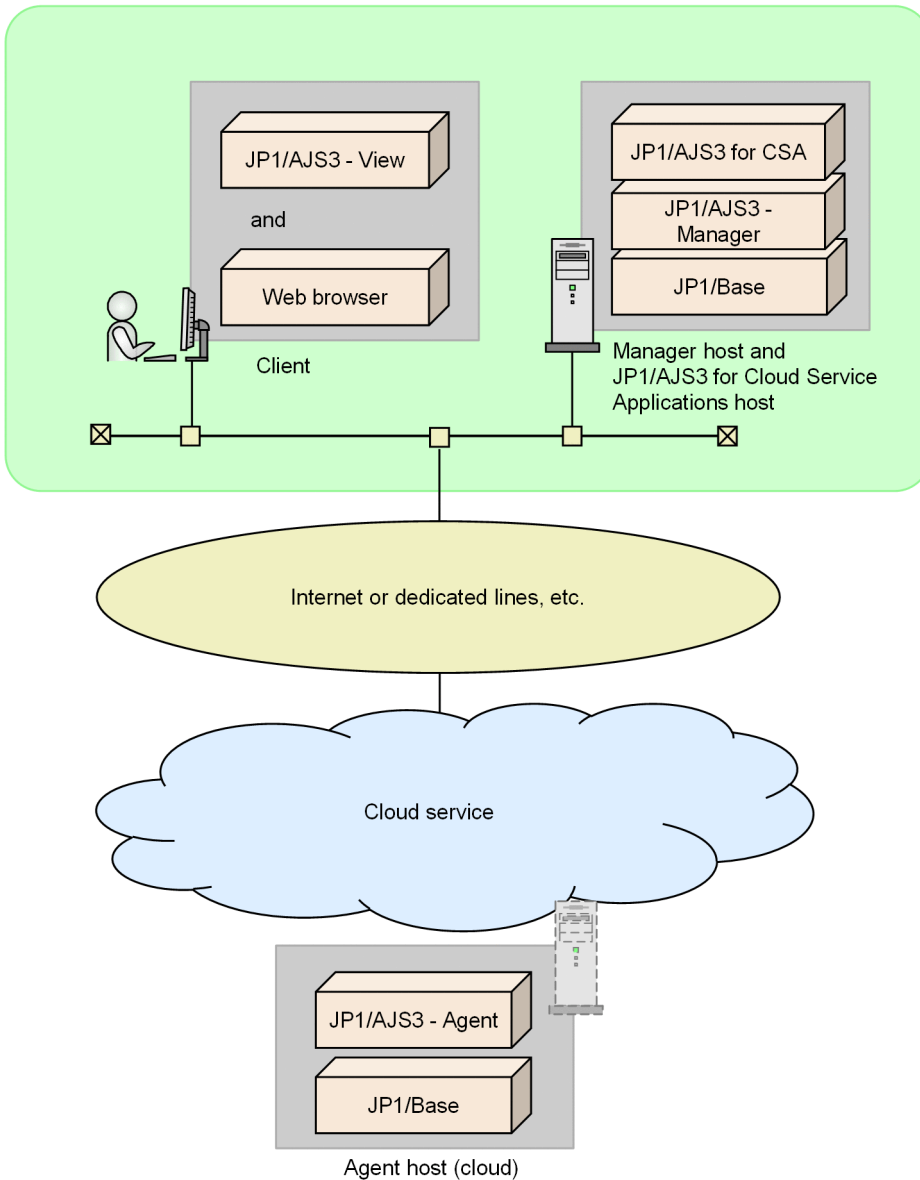 JP1/AJS3 - View
and
Web browser
Client
JP1/AJS3 for CSA
JP1/AJS3 -
Manager
JP1/Base
Manager host and
JP1/AJS3 for Cloud Service
Applications host
Internet or dedicated lines, etc.
Cloud service
JP1/AJS3 - Agent
JP1/Base
Agent host (cloud)